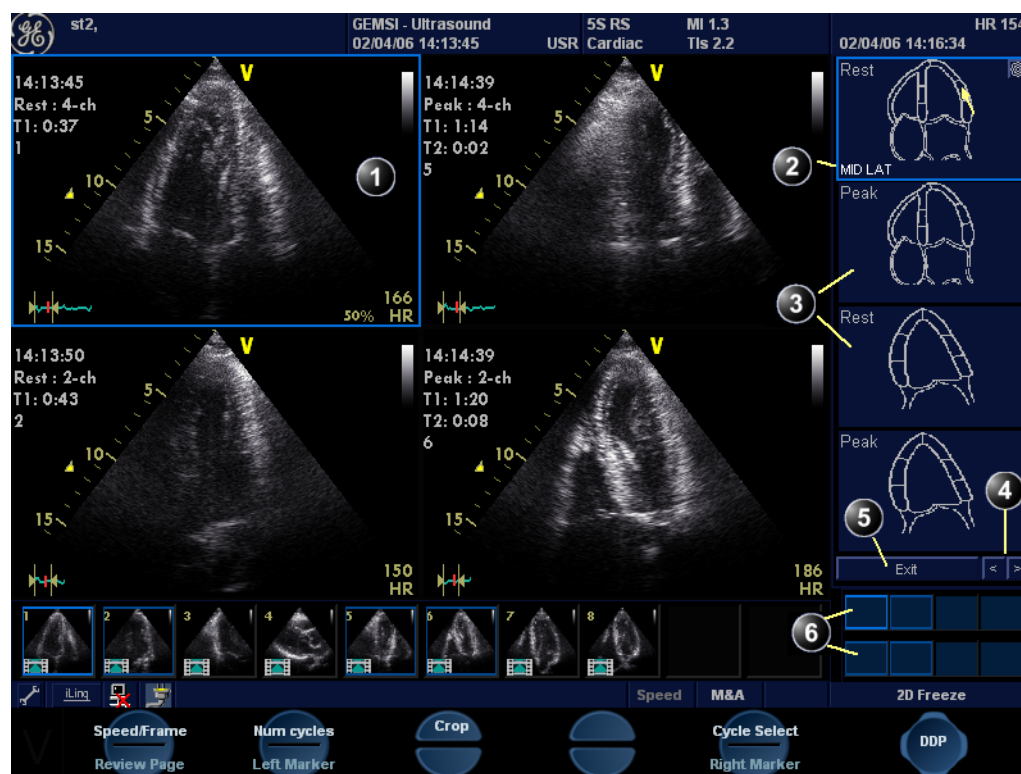 GE
st2,
GEMSI - Ultrasound
02/04/06 14:13:45
USR
5S RS
Cardiac
MI 1.3
TIs 2.2
HR 154
02/04/06 14:16:34
14:13:45
Rest : 4-ch
T1: 0:37
1
V
5
10
15
50%
166
HR
1
14:14:39
Peak : 4-ch
T1: 1:14
T2: 0:02
5
V
5
10
15
14:13:50
Rest : 2-ch
T1: 0:43
2
V
5
10
15
150
HR
14:14:39
Peak : 2-ch
T1: 1:20
T2: 0:08
6
V
5
10
15
186
HR
Rest
2
MID LAT
Peak
3
Rest
Peak
4
5
Exit
<
>
6
1
2
3
4
5
6
7
8
iLinq
Speed
M&A
2D Freeze
V
Speed/Frame
Review Page
Num cycles
Left Marker
Crop
Cycle Select
Right Marker
DDP